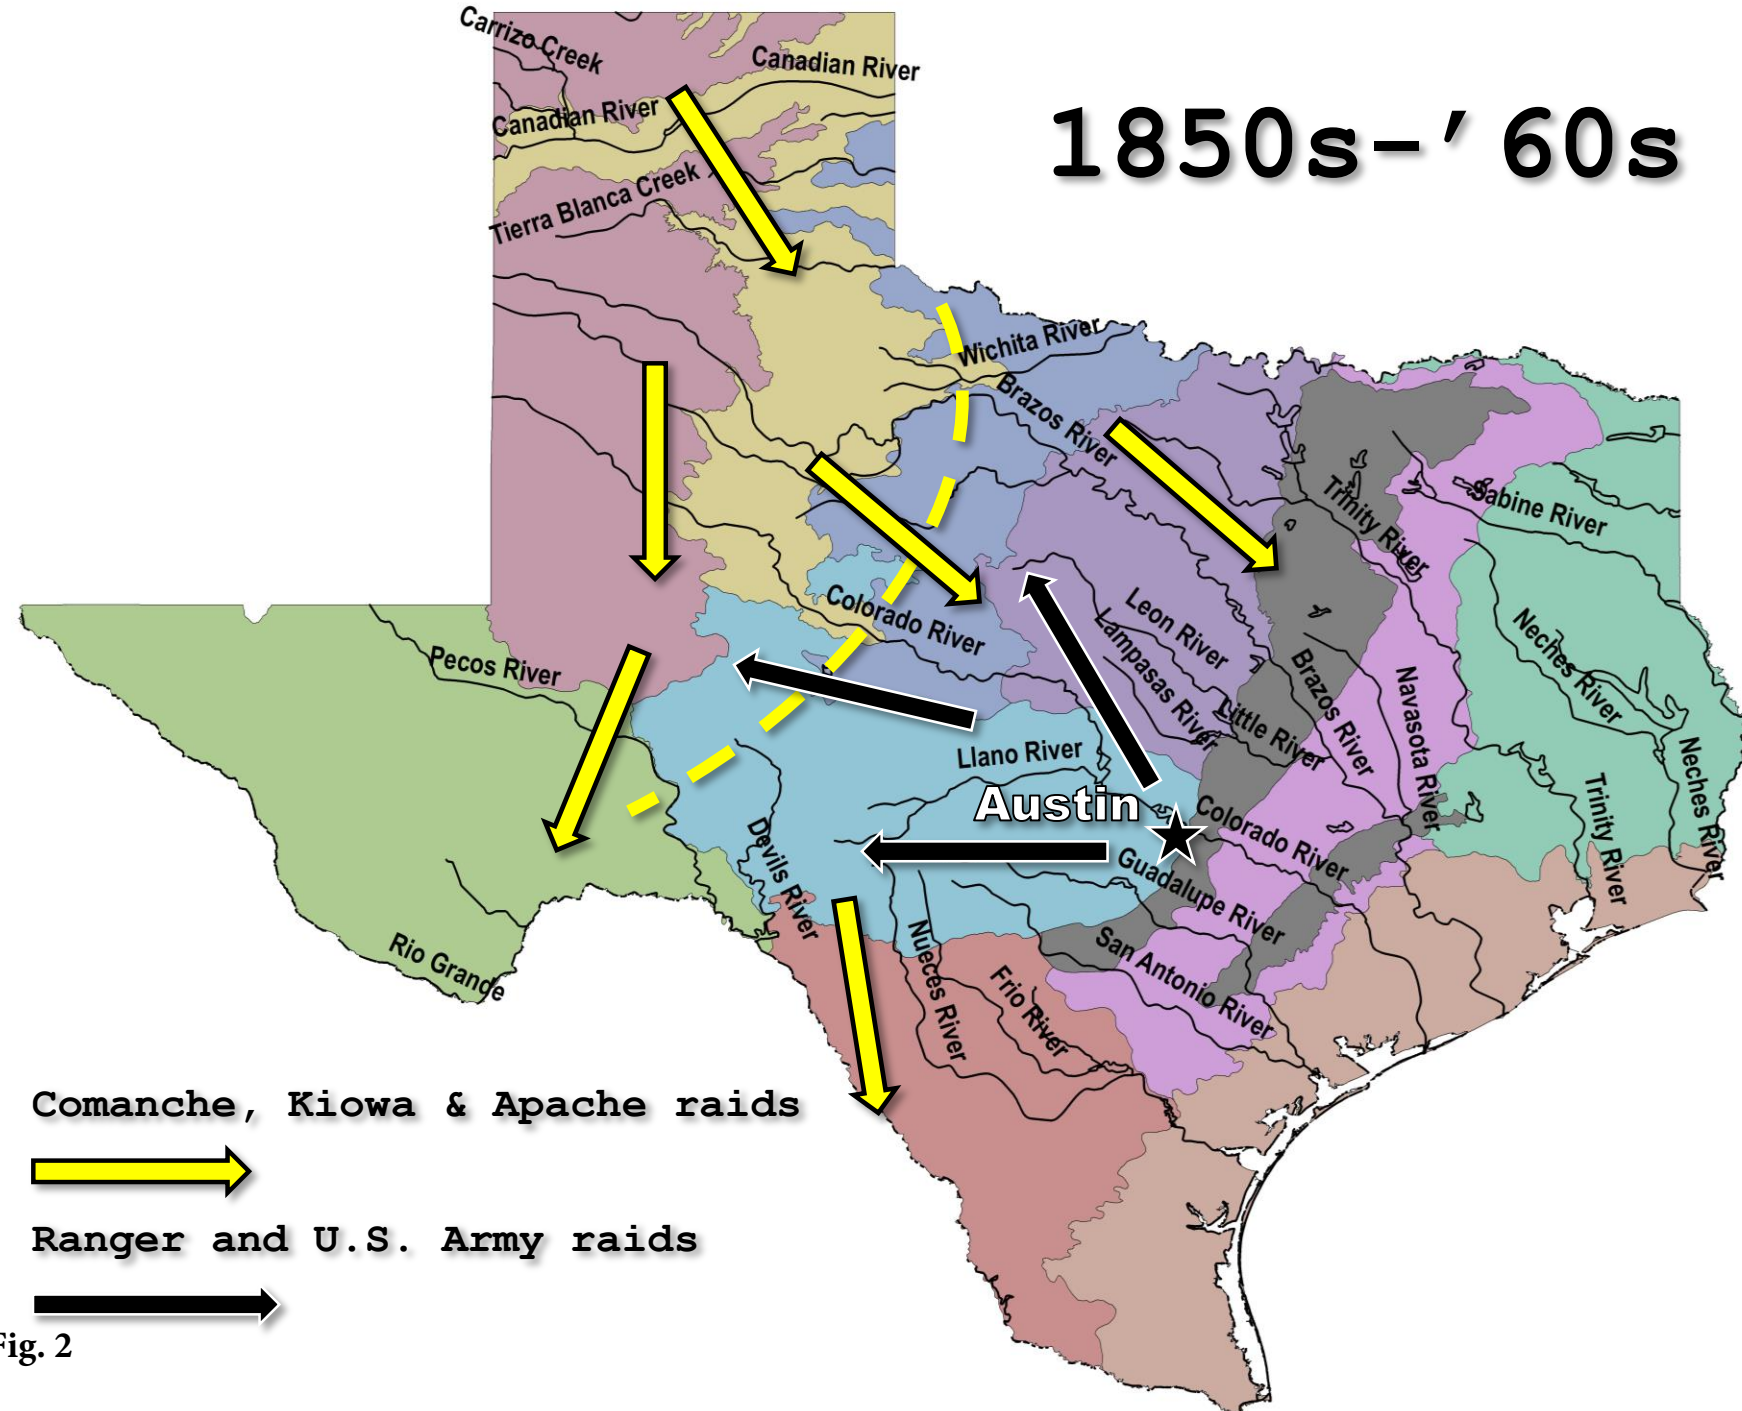 Carrizo Creek
Canadian River
Canadian River
1850s-'60s
Tierra Blanca Creek
Wichita River
Brazos River
Trinity River
Sabine River
Colorado River
Leon River
Lampasas River
Neches River
Pecos River
Brazos River
Navasota River
Little River
Llano River
Neches River
Trinity River
Austin
Colorado River
Devils River
Guadalupe River
Rio Grande
Nueces River
Frio River
San Antonio River
Comanche, Kiowa & Apache raids
Ranger and U.S. Army raids
Fig. 2